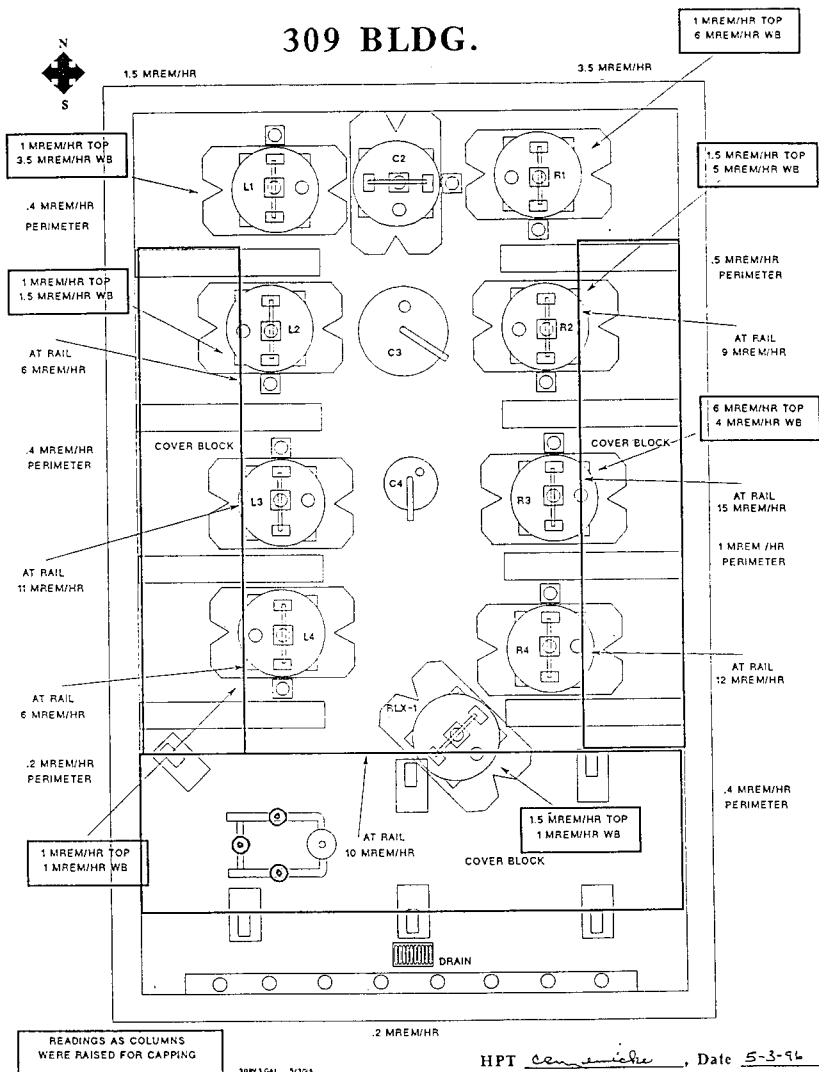 309 BLDG.
1 MREM/HR TOP
6 MREM/HR WB
N
S
1.5 MREM/HR
3.5 MREM/HR
1 MREM/HR TOP
3.5 MREM/HR WB
C2
L1
R1
1.5 MREM/HR TOP
5 MREM/HR WB
.4 MREM/HR
PERIMETER
.5 MREM/HR
PERIMETER
1 MREM/HR TOP
1.5 MREM/HR WB
L2
C3
R2
AT RAIL
6 MREM/HR
AT RAIL
9 MREM/HR
6 MREM/HR TOP
4 MREM/HR WB
.4 MREM/HR
PERIMETER
COVER BLOCK
COVER BLOCK
C4
L3
R3
AT RAIL
15 MREM/HR
AT RAIL
11 MREM/HR
1 MREM /HR
PERIMETER
L4
R4
AT RAIL
6 MREM/HR
AT RAIL
12 MREM/HR
RLX-1
.2 MREM/HR
PERIMETER
.4 MREM/HR
PERIMETER
1.5 MREM/HR TOP
1 MREM/HR WB
1 MREM/HR TOP
1 MREM/HR WB
AT RAIL
10 MREM/HR
COVER BLOCK
DRAIN
.2 MREM/HR
READINGS AS COLUMNS
WERE RAISED FOR CAPPING
HPT , Date 5-3-96